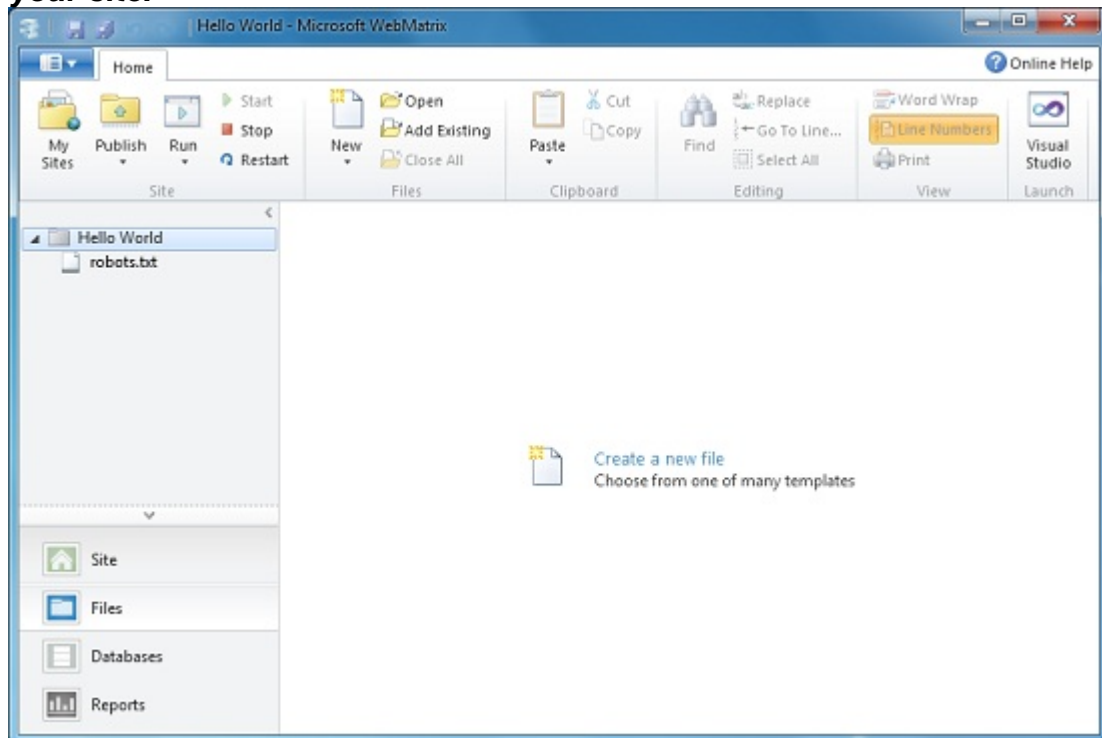 your site.
Hello World - Microsoft WebMatrix
Home
Online Help
My Sites
Publish
Run
Start
Stop
Restart
Site
New
Open
Add Existing
Close All
Files
Paste
Cut
Copy
Clipboard
Find
Replace
Go To Line...
Select All
Editing
Word Wrap
Line Numbers
Print
View
Visual Studio
Launch
Hello World
robots.txt
Create a new file
Choose from one of many templates
Site
Files
Databases
Reports